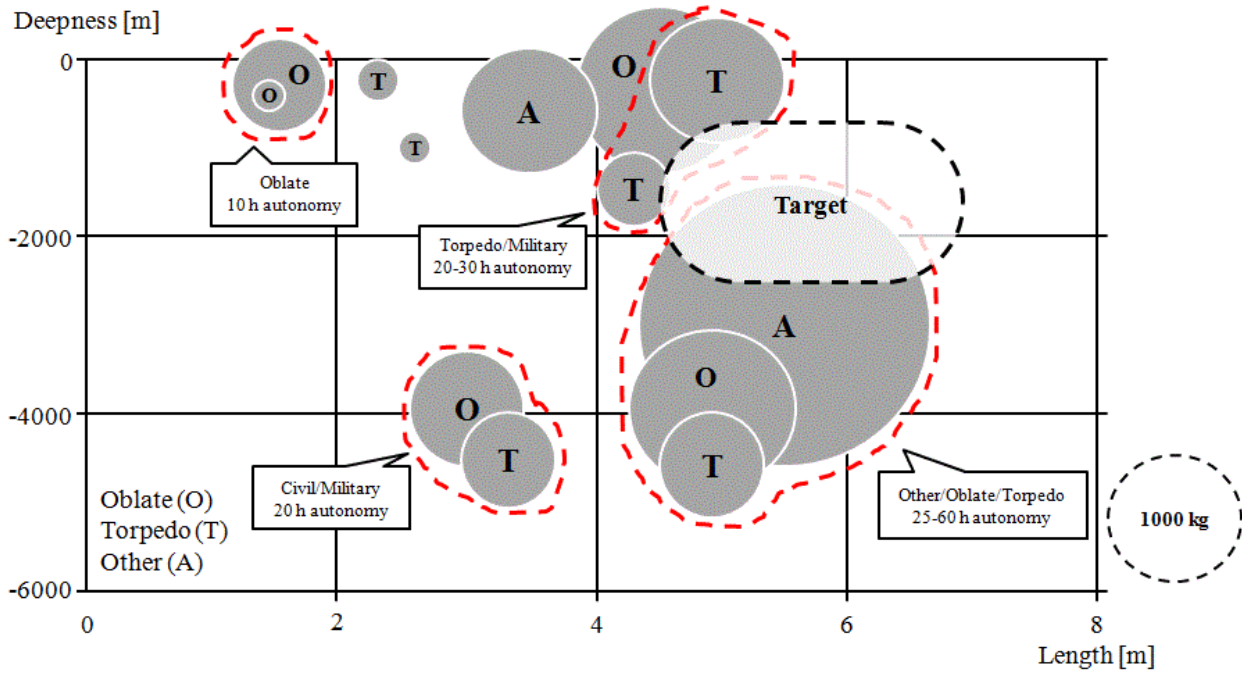 Deepness [m]
0
-2000
-4000
-6000
O
O
T
T
A
O
T
T
Target
A
O
T
O
T
Oblate
10 h autonomy
Torpedo/Military
20-30 h autonomy
Civil/Military
20 h autonomy
Other/Oblate/Torpedo
25-60 h autonomy
Oblate (O)
Torpedo (T)
Other (A)
1000 kg
0
2
4
6
8
Length [m]